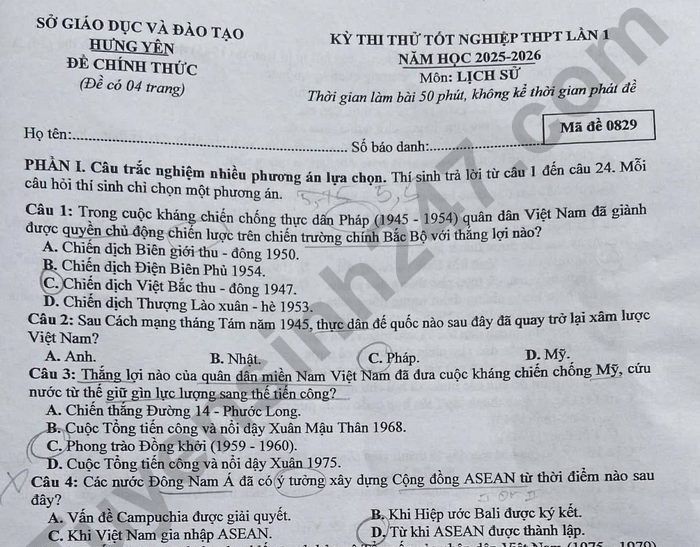 SỞ GIÁO DỤC VÀ ĐÀO TẠO
HƯNG YÊN
ĐỀ CHÍNH THỨC
(Đề có 04 trang)
KỲ THI THỬ TỐT NGHIỆP THPT LẦN 1
NĂM HỌC 2025-2026
Môn: LỊCH SỬ
Thời gian làm bài 50 phút, không kể thời gian phát đề
Họ tên:
Số báo danh:
Mã đề 0829
PHẦN I. Câu trắc nghiệm nhiều phương án lựa chọn. Thí sinh trả lời từ câu 1 đến câu 24. Mỗi
câu hỏi thí sinh chỉ chọn một phương án.
Câu 1: Trong cuộc kháng chiến chống thực dân Pháp (1945 - 1954) quân dân Việt Nam đã giành
được quyền chủ động chiến lược trên chiến trường chính Bắc Bộ với thắng lợi nào?
A. Chiến dịch Biên giới thu - đông 1950.
B. Chiến dịch Điện Biên Phủ 1954.
C. Chiến dịch Việt Bắc thu - đông 1947.
D. Chiến dịch Thượng Lào xuân - hè 1953.
Câu 2: Sau Cách mạng tháng Tám năm 1945, thực dân đế quốc nào sau đây đã quay trở lại xâm lược
Việt Nam?
A. Anh. B. Nhật. C. Pháp. D. Mỹ.
Câu 3: Thắng lợi nào của quân dân miền Nam Việt Nam đã đưa cuộc kháng chiến chống Mỹ, cứu
nước từ thế giữ gìn lực lượng sang thế tiến công?
A. Chiến thắng Đường 14 - Phước Long.
B. Cuộc Tổng tiến công và nổi dậy Xuân Mậu Thân 1968.
C. Phong trào Đồng khởi (1959 - 1960).
D. Cuộc Tổng tiến công và nổi dậy Xuân 1975.
Câu 4: Các nước Đông Nam Á đã có ý tưởng xây dựng Cộng đồng ASEAN từ thời điểm nào sau
đây?
A. Vấn đề Campuchia được giải quyết. B. Khi Hiệp ước Bali được ký kết.
C. Khi Việt Nam gia nhập ASEAN. D. Từ khi ASEAN được thành lập.
Tuyensinh247.com